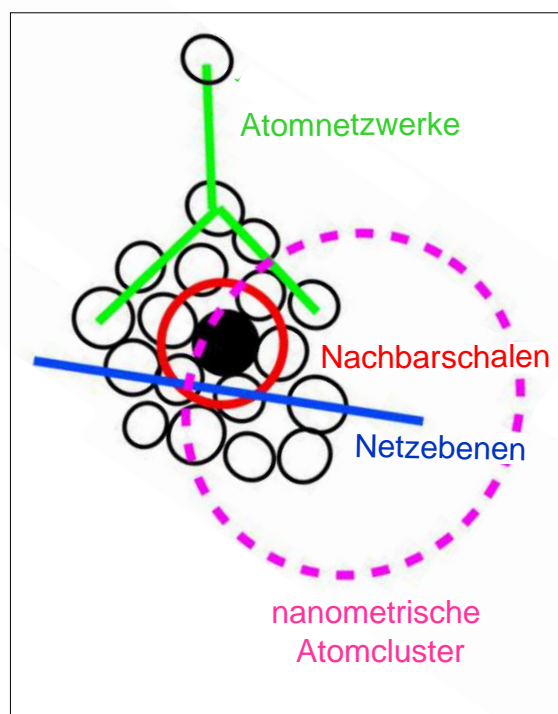 Atomnetzwerke
Nachbarschalen
Netzebenen
nanometrische
Atomcluster